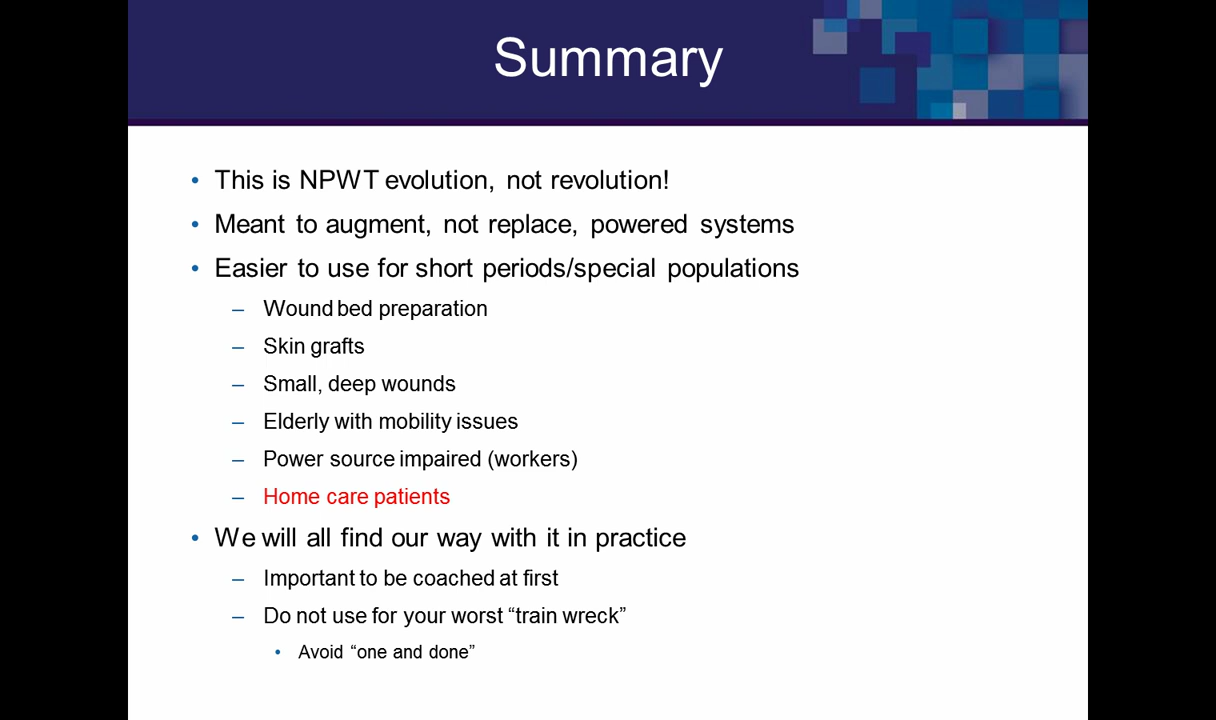 Summary
• This is NPWT evolution, not revolution!
• Meant to augment, not replace, powered systems
• Easier to use for short periods/special populations
– Wound bed preparation
– Skin grafts
– Small, deep wounds
– Elderly with mobility issues
– Power source impaired (workers)
– Home care patients
• We will all find our way with it in practice
– Important to be coached at first
– Do not use for your worst “train wreck”
• Avoid “one and done”